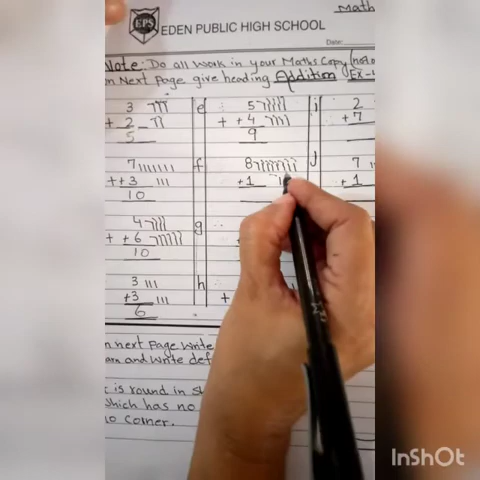 Math
EPS
EDEN PUBLIC HIGH SCHOOL
Date:
Note: Do all work in your Maths Copy
on Next Page give heading Addition Ex-
3 e 5 i 2
+ 2 + + 4 + 7
5 9
7 f 8 J 7
+ + 3 + 1 + 1
10
4 g
+ + 6
10
3 h
+ 3 +
6
n next Page write
and write def
is round in s
which has no
no corner.
InShOt